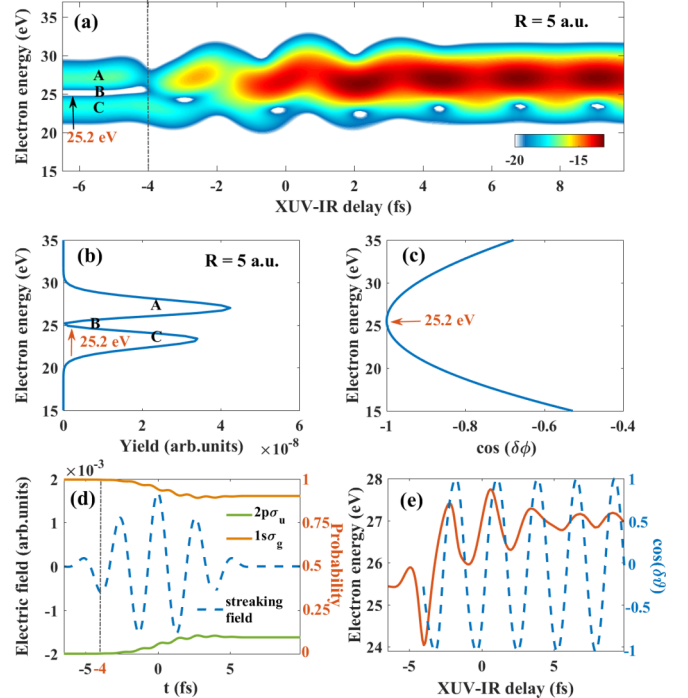 (a)
R = 5 a.u.
Electron energy (eV)
35
30
25
20
15
A
B
C
25.2 eV
-20
-15
-6
-4
-2
0
2
4
6
8
XUV-IR delay (fs)
(b)
R = 5 a.u.
Electron energy (eV)
35
30
25
20
15
A
B
C
25.2 eV
0
2
4
6
Yield (arb.units)
× 10⁻⁸
(c)
Electron energy (eV)
35
30
25
20
15
25.2 eV
-1
-0.8
-0.6
-0.4
cos (δϕ)
(d)
× 10⁻³
Electric field (arb.units)
2
1
0
-1
-2
2pσu
1sσg
streaking
field
1
0.5
0
Probability
-5
-4
0
5
t (fs)
(e)
Electron energy (eV)
28
27
26
25
24
1
0.5
0
-0.5
-1
cos(δθ)
-5
0
5
XUV-IR delay (fs)